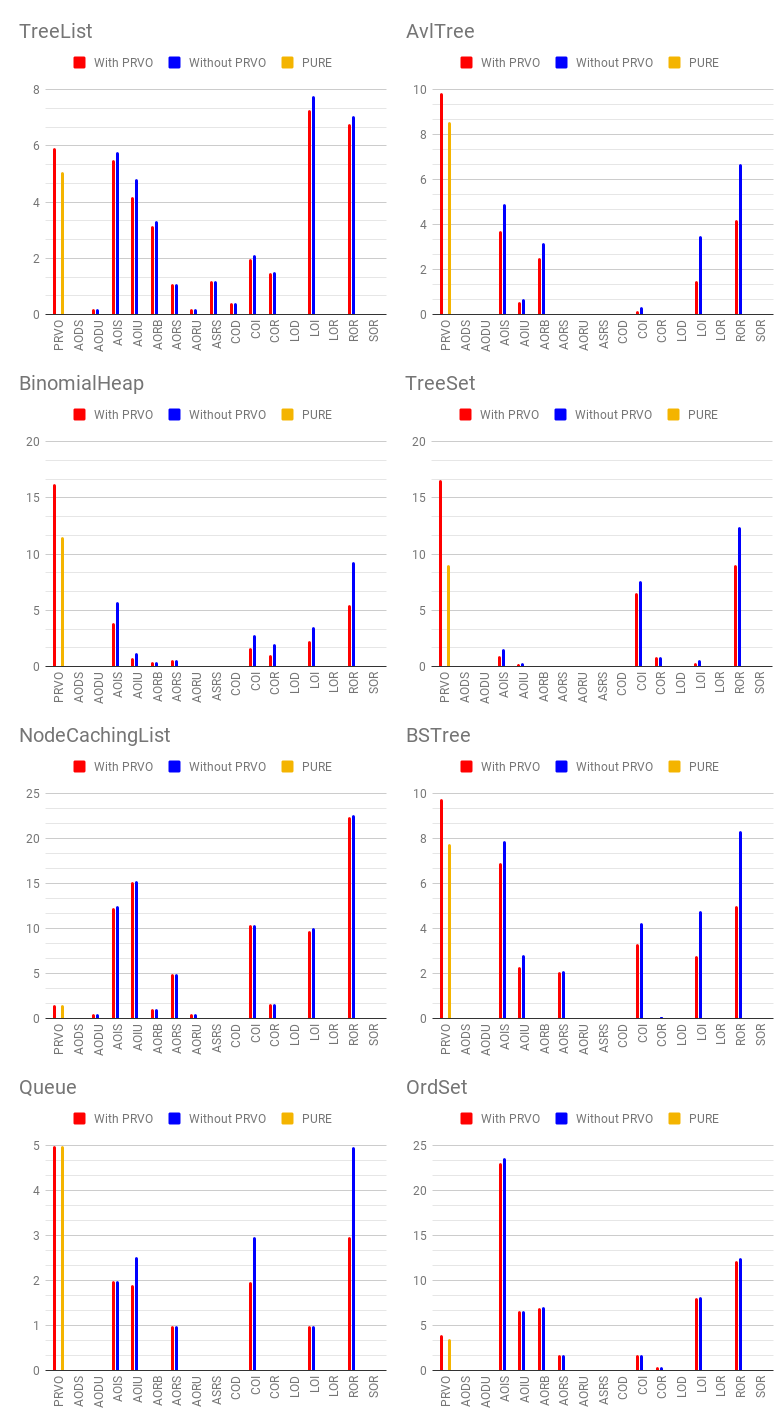 TreeList
With PRVO Without PRVO PURE
8
6
4
2
0
PRVO AODS AODU AOIS AOIU AORB AORS AORU ASRS COD COI COR LOD LOI LOR ROR SOR
AvlTree
With PRVO Without PRVO PURE
10
8
6
4
2
0
PRVO AODS AODU AOIS AOIU AORB AORS AORU ASRS COD COI COR LOD LOI LOR ROR SOR
BinomialHeap
With PRVO Without PRVO PURE
20
15
10
5
0
PRVO AODS AODU AOIS AOIU AORB AORS AORU ASRS COD COI COR LOD LOI LOR ROR SOR
TreeSet
With PRVO Without PRVO PURE
20
15
10
5
0
PRVO AODS AODU AOIS AOIU AORB AORS AORU ASRS COD COI COR LOD LOI LOR ROR SOR
NodeCachingList
With PRVO Without PRVO PURE
25
20
15
10
5
0
PRVO AODS AODU AOIS AOIU AORB AORS AORU ASRS COD COI COR LOD LOI LOR ROR SOR
BSTree
With PRVO Without PRVO PURE
10
8
6
4
2
0
PRVO AODS AODU AOIS AOIU AORB AORS AORU ASRS COD COI COR LOD LOI LOR ROR SOR
Queue
With PRVO Without PRVO PURE
5
4
3
2
1
0
PRVO AODS AODU AOIS AOIU AORB AORS AORU ASRS COD COI COR LOD LOI LOR ROR SOR
OrdSet
With PRVO Without PRVO PURE
25
20
15
10
5
0
PRVO AODS AODU AOIS AOIU AORB AORS AORU ASRS COD COI COR LOD LOI LOR ROR SOR